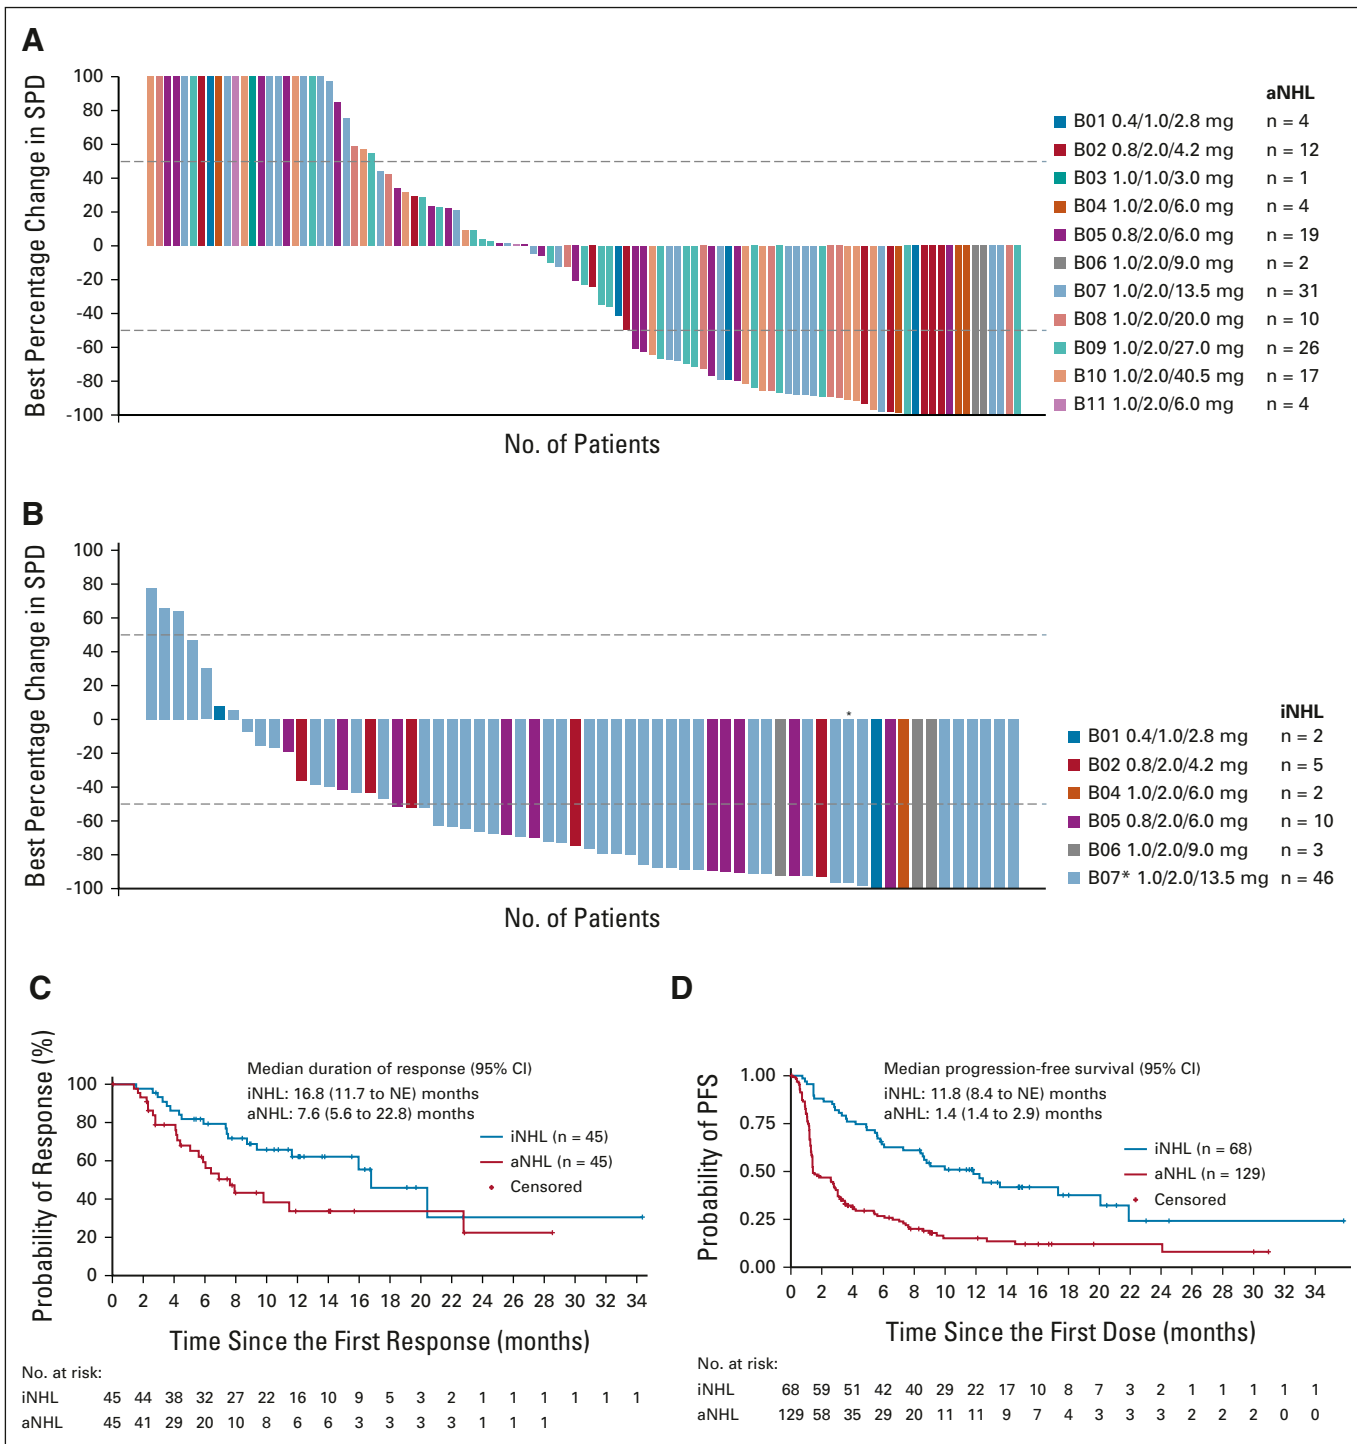 A
Best Percentage Change in SPD
100
80
60
40
20
0
-20
-40
-60
-80
-100
No. of Patients
aNHL
B01 0.4/1.0/2.8 mg n = 4
B02 0.8/2.0/4.2 mg n = 12
B03 1.0/1.0/3.0 mg n = 1
B04 1.0/2.0/6.0 mg n = 4
B05 0.8/2.0/6.0 mg n = 19
B06 1.0/2.0/9.0 mg n = 2
B07 1.0/2.0/13.5 mg n = 31
B08 1.0/2.0/20.0 mg n = 10
B09 1.0/2.0/27.0 mg n = 26
B10 1.0/2.0/40.5 mg n = 17
B11 1.0/2.0/6.0 mg n = 4
B
Best Percentage Change in SPD
100
80
60
40
20
0
-20
-40
-60
-80
-100
*
No. of Patients
iNHL
B01 0.4/1.0/2.8 mg n = 2
B02 0.8/2.0/4.2 mg n = 5
B04 1.0/2.0/6.0 mg n = 2
B05 0.8/2.0/6.0 mg n = 10
B06 1.0/2.0/9.0 mg n = 3
B07* 1.0/2.0/13.5 mg n = 46
C
Probability of Response (%)
100
80
60
40
20
0
Median duration of response (95% CI)
iNHL: 16.8 (11.7 to NE) months
aNHL: 7.6 (5.6 to 22.8) months
iNHL (n = 45)
aNHL (n = 45)
Censored
0 2 4 6 8 10 12 14 16 18 20 22 24 26 28 30 32 34
Time Since the First Response (months)
No. at risk:
iNHL 45 44 38 32 27 22 16 10 9 5 3 2 1 1 1 1 1 1
aNHL 45 41 29 20 10 8 6 6 3 3 3 3 1 1 1
D
Probability of PFS
1.00
0.75
0.50
0.25
0.00
Median progression-free survival (95% CI)
iNHL: 11.8 (8.4 to NE) months
aNHL: 1.4 (1.4 to 2.9) months
iNHL (n = 68)
aNHL (n = 129)
Censored
0 2 4 6 8 10 12 14 16 18 20 22 24 26 28 30 32 34
Time Since the First Dose (months)
No. at risk:
iNHL 68 59 51 42 40 29 22 17 10 8 7 3 2 1 1 1 1 1
aNHL 129 58 35 29 20 11 11 9 7 4 3 3 3 2 2 2 0 0